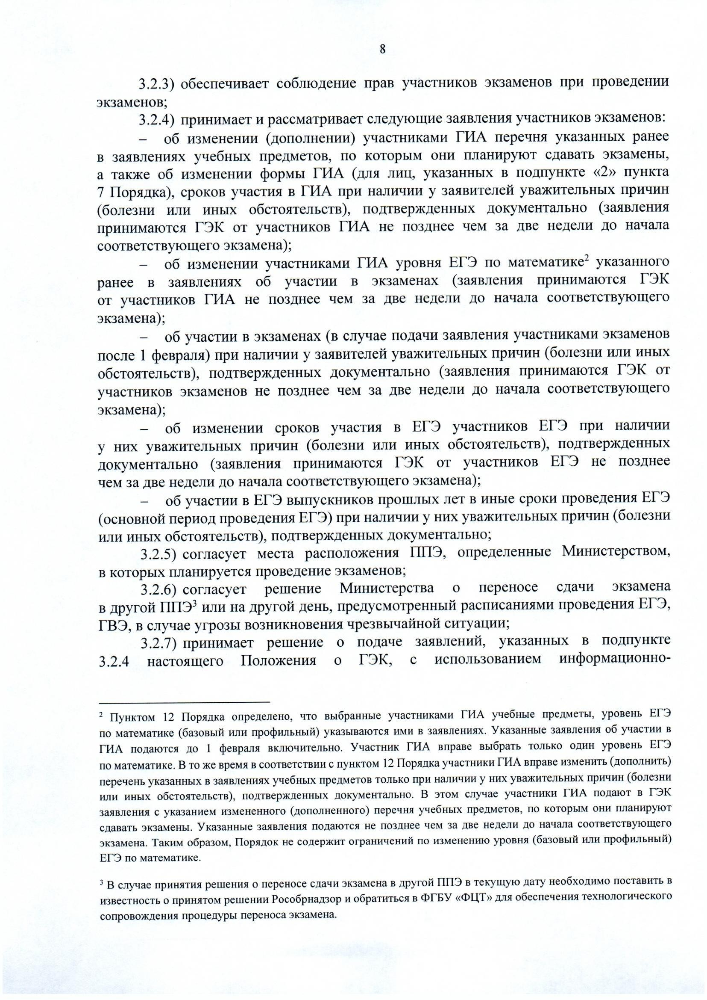 8
3.2.3) обеспечивает соблюдение прав участников экзаменов при проведении
экзаменов;
3.2.4) принимает и рассматривает следующие заявления участников экзаменов:
– об изменении (дополнении) участниками ГИА перечня указанных ранее
в заявлениях учебных предметов, по которым они планируют сдавать экзамены,
а также об изменении формы ГИА (для лиц, указанных в подпункте «2» пункта
7 Порядка), сроков участия в ГИА при наличии у заявителей уважительных причин
(болезни или иных обстоятельств), подтвержденных документально (заявления
принимаются ГЭК от участников ГИА не позднее чем за две недели до начала
соответствующего экзамена);
– об изменении участниками ГИА уровня ЕГЭ по математике² указанного
ранее в заявлениях об участии в экзаменах (заявления принимаются ГЭК
от участников ГИА не позднее чем за две недели до начала соответствующего
экзамена);
– об участии в экзаменах (в случае подачи заявления участниками экзаменов
после 1 февраля) при наличии у заявителей уважительных причин (болезни или иных
обстоятельств), подтвержденных документально (заявления принимаются ГЭК от
участников экзаменов не позднее чем за две недели до начала соответствующего
экзамена);
– об изменении сроков участия в ЕГЭ участников ЕГЭ при наличии
у них уважительных причин (болезни или иных обстоятельств), подтвержденных
документально (заявления принимаются ГЭК от участников ЕГЭ не позднее
чем за две недели до начала соответствующего экзамена);
– об участии в ЕГЭ выпускников прошлых лет в иные сроки проведения ЕГЭ
(основной период проведения ЕГЭ) при наличии у них уважительных причин (болезни
или иных обстоятельств), подтвержденных документально;
3.2.5) согласует места расположения ППЭ, определенные Министерством,
в которых планируется проведение экзаменов;
3.2.6) согласует решение Министерства о переносе сдачи экзамена
в другой ППЭ³ или на другой день, предусмотренный расписаниями проведения ЕГЭ,
ГВЭ, в случае угрозы возникновения чрезвычайной ситуации;
3.2.7) принимает решение о подаче заявлений, указанных в подпункте
3.2.4 настоящего Положения о ГЭК, с использованием информационно-
² Пунктом 12 Порядка определено, что выбранные участниками ГИА учебные предметы, уровень ЕГЭ
по математике (базовый или профильный) указываются ими в заявлениях. Указанные заявления об участии в
ГИА подаются до 1 февраля включительно. Участник ГИА вправе выбрать только один уровень ЕГЭ
по математике. В то же время в соответствии с пунктом 12 Порядка участники ГИА вправе изменить (дополнить)
перечень указанных в заявлениях учебных предметов только при наличии у них уважительных причин (болезни
или иных обстоятельств), подтвержденных документально. В этом случае участники ГИА подают в ГЭК
заявления с указанием измененного (дополненного) перечня учебных предметов, по которым они планируют
сдавать экзамены. Указанные заявления подаются не позднее чем за две недели до начала соответствующего
экзамена. Таким образом, Порядок не содержит ограничений по изменению уровня (базовый или профильный)
ЕГЭ по математике.
³ В случае принятия решения о переносе сдачи экзамена в другой ППЭ в текущую дату необходимо поставить в
известность о принятом решении Рособрнадзор и обратиться в ФГБУ «ФЦТ» для обеспечения технологического
сопровождения процедуры переноса экзамена.